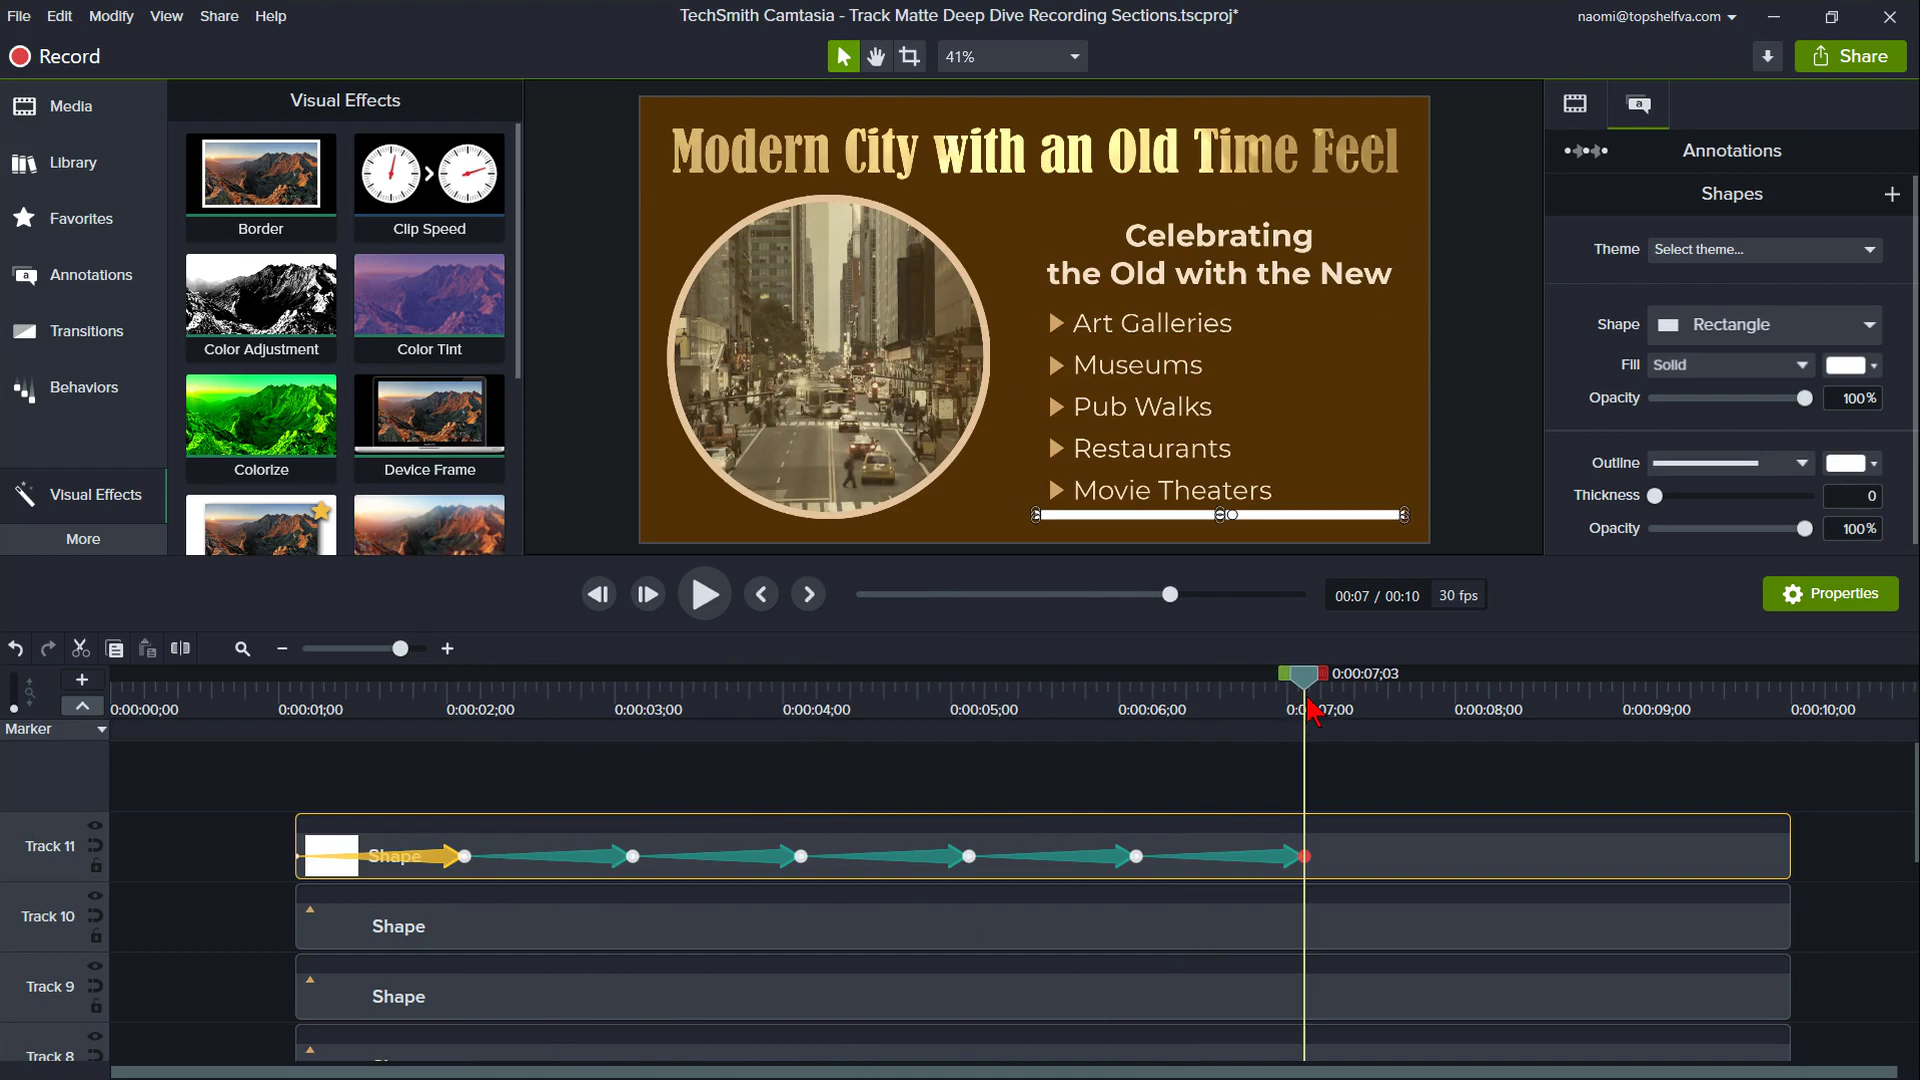 File Edit Modify View Share Help
TechSmith Camtasia - Track Matte Deep Dive Recording Sections.tscproj*
naomi@topshelfva.com
Record
41%
Share
Media
Library
Favorites
Annotations
Transitions
Behaviors
Visual Effects
More
Visual Effects
Border
Clip Speed
Color Adjustment
Color Tint
Colorize
Device Frame
Modern City with an Old Time Feel
Celebrating
the Old with the New
Art Galleries
Museums
Pub Walks
Restaurants
Movie Theaters
Annotations
Shapes
Theme Select theme...
Shape Rectangle
Fill Solid
Opacity 100%
Outline
Thickness 0
Opacity 100%
00:07 / 00:10 30 fps
Properties
0:00:07;03
0:00:00;00 0:00:01;00 0:00:02;00 0:00:03;00 0:00:04;00 0:00:05;00 0:00:06;00 0:00:07;00 0:00:08;00 0:00:09;00 0:00:10;00
Marker
Track 11
Shape
Track 10
Shape
Track 9
Shape
Track 8